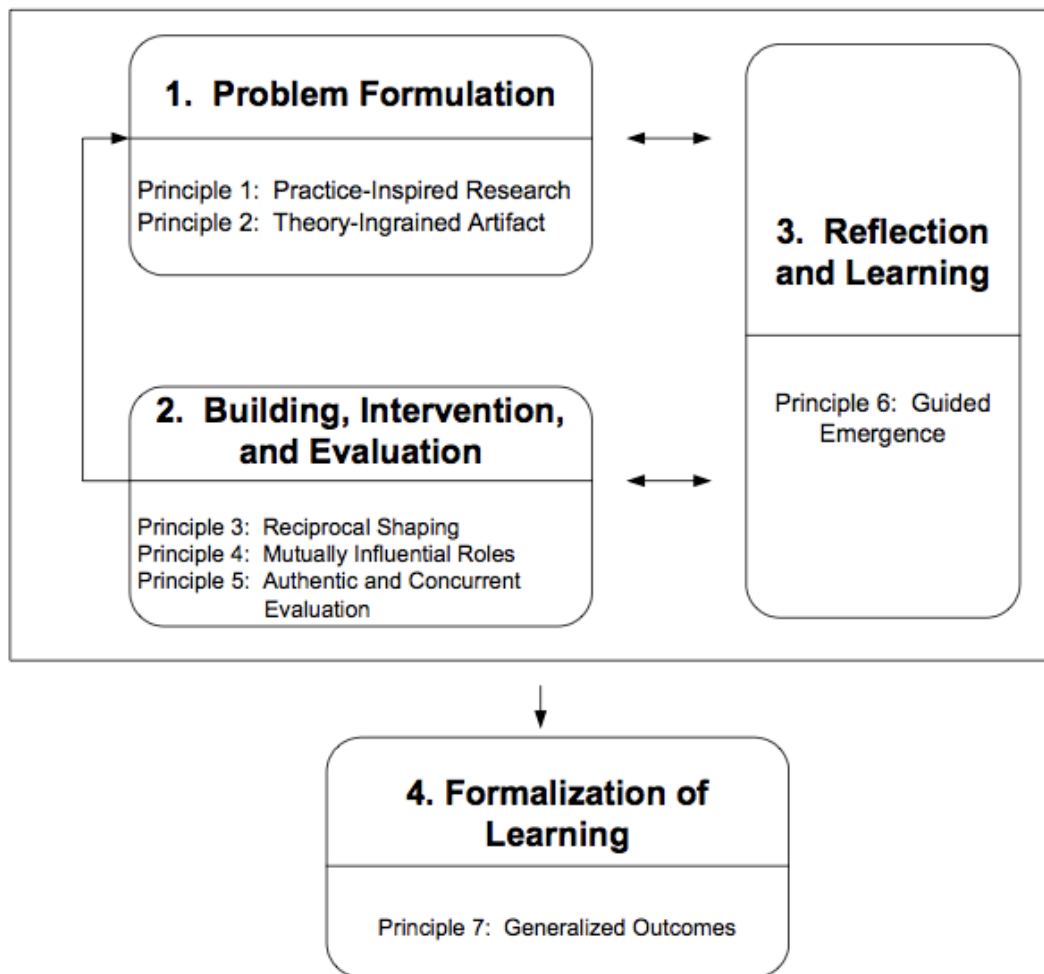 1. Problem Formulation
Principle 1: Practice-Inspired Research
Principle 2: Theory-Ingrained Artifact
2. Building, Intervention,
and Evaluation
Principle 3: Reciprocal Shaping
Principle 4: Mutually Influential Roles
Principle 5: Authentic and Concurrent
Evaluation
3. Reflection
and Learning
Principle 6: Guided
Emergence
4. Formalization of
Learning
Principle 7: Generalized Outcomes